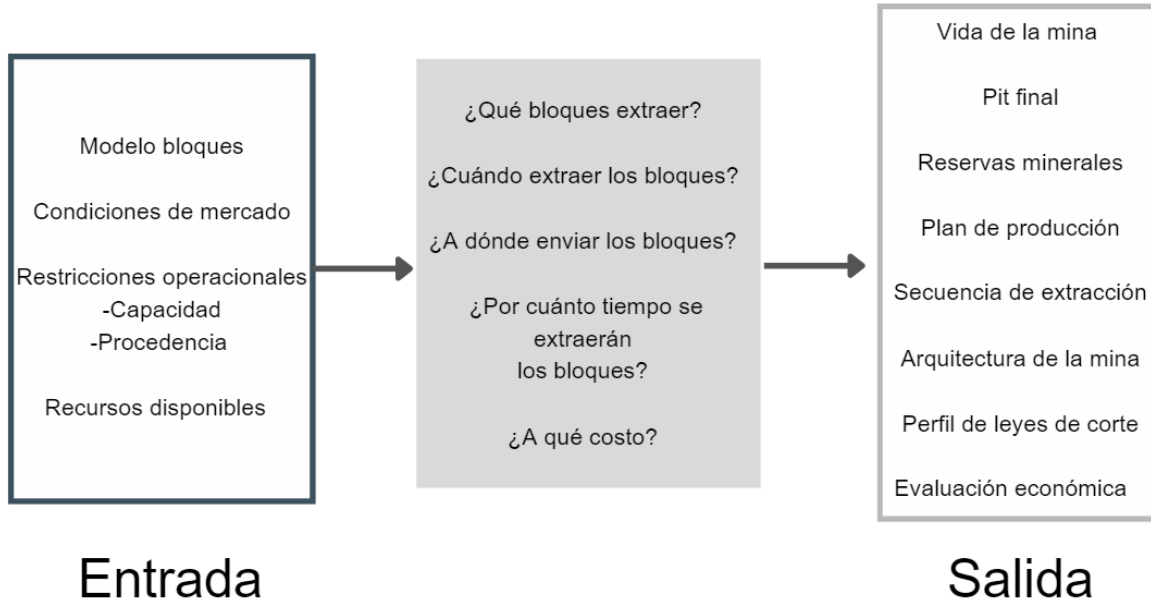 Modelo bloques
Condiciones de mercado
Restricciones operacionales
-Capacidad
-Procedencia
Recursos disponibles
Entrada
¿Qué bloques extraer?
¿Cuándo extraer los bloques?
¿A dónde enviar los bloques?
¿Por cuánto tiempo se
extraerán
los bloques?
¿A qué costo?
Vida de la mina
Pit final
Reservas minerales
Plan de producción
Secuencia de extracción
Arquitectura de la mina
Perfil de leyes de corte
Evaluación económica
Salida